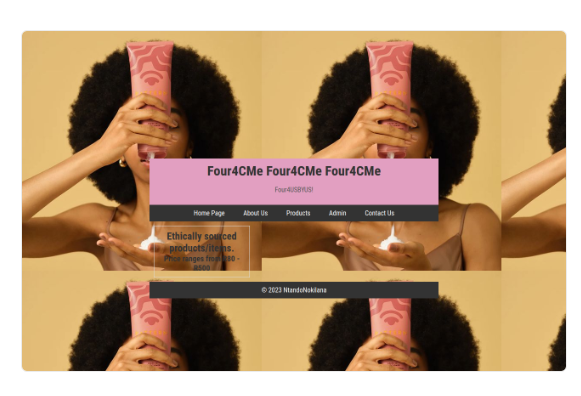 Four4CMe Four4CMe Four4CMe
Four4USBYUS!
Home Page About Us Products Admin Contact Us
Ethically sourced
products/items.
Price ranges from R80 -
R500
© 2023 NtandoNokilana